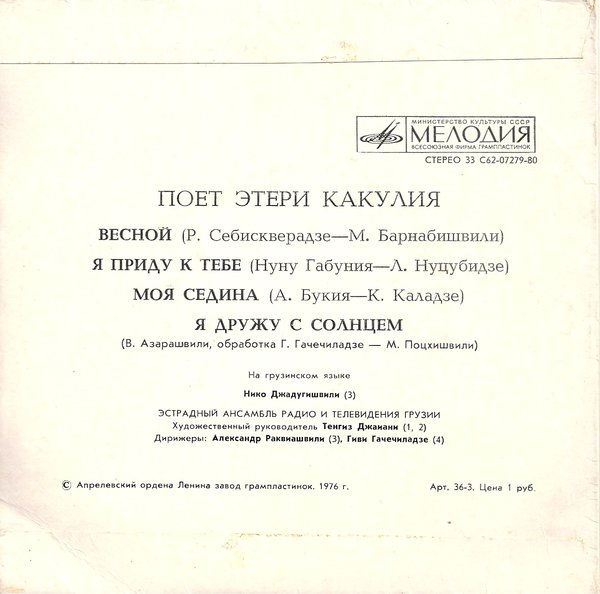 МИНИСТЕРСТВО КУЛЬТУРЫ СССР
МЕЛОДИЯ
ВСЕСОЮЗНАЯ ФИРМА ГРАМПЛАСТИНОК
СТЕРЕО 33 С62-07279-80
ПОЕТ ЭТЕРИ КАКУЛИЯ
ВЕСНОЙ (Р. Себискверадзе—М. Барнабишвили)
Я ПРИДУ К ТЕБЕ (Нуну Габуния—Л. Нуцубидзе)
МОЯ СЕДИНА (А. Букия—К. Каладзе)
Я ДРУЖУ С СОЛНЦЕМ
(В. Азарашвили, обработка Г. Гачечиладзе — М. Поцхишвили)
На грузинском языке
Нико Джадугишвили (3)
ЭСТРАДНЫЙ АНСАМБЛЬ РАДИО И ТЕЛЕВИДЕНИЯ ГРУЗИИ
Художественный руководитель Тенгиз Джаиани (1, 2)
Дирижеры: Александр Раквиашвили (3), Гиви Гачечиладзе (4)
© Апрелевский ордена Ленина завод грампластинок, 1976 г. Арт. 36-3. Цена 1 руб.